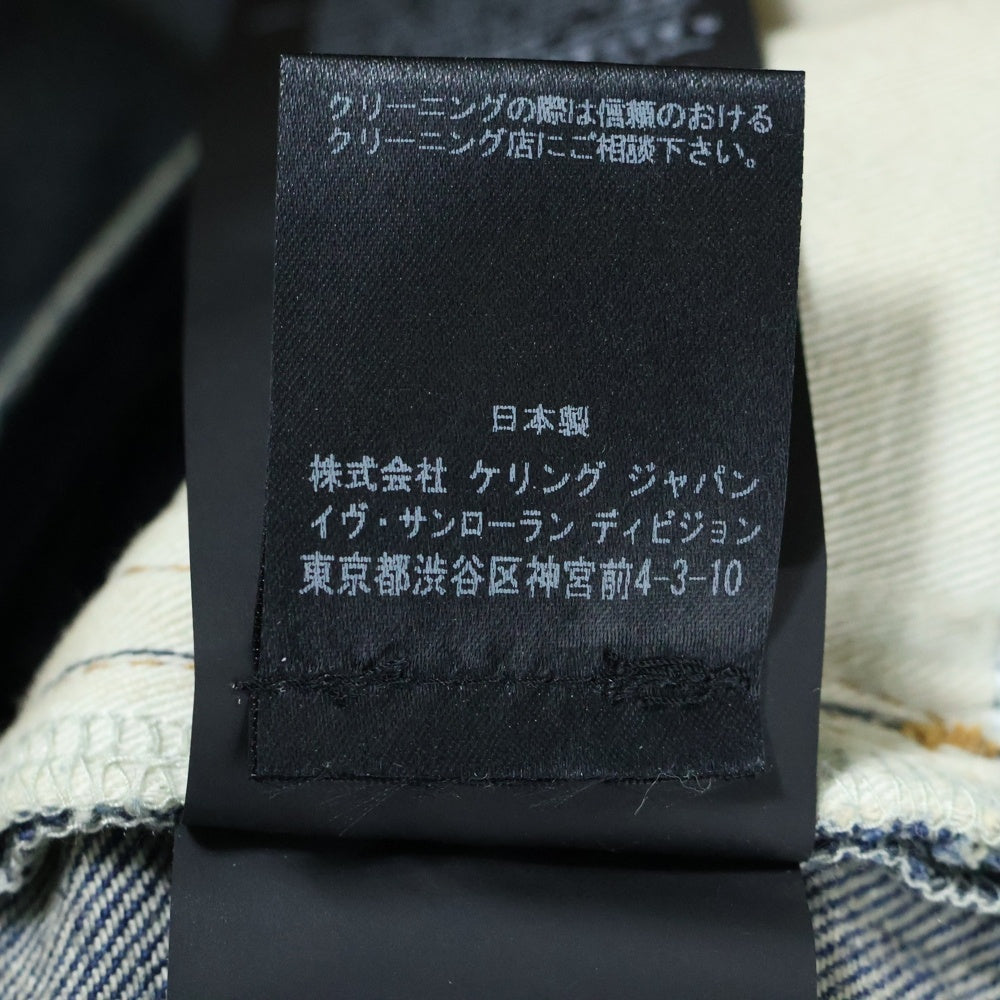 クリーニングの際は信頼のおける
クリーニング店にご相談下さい。
日本製
株式会社 ケリング ジャパン
イヴ・サンローラン ディビジョン
東京都渋谷区神宮前4-3-10